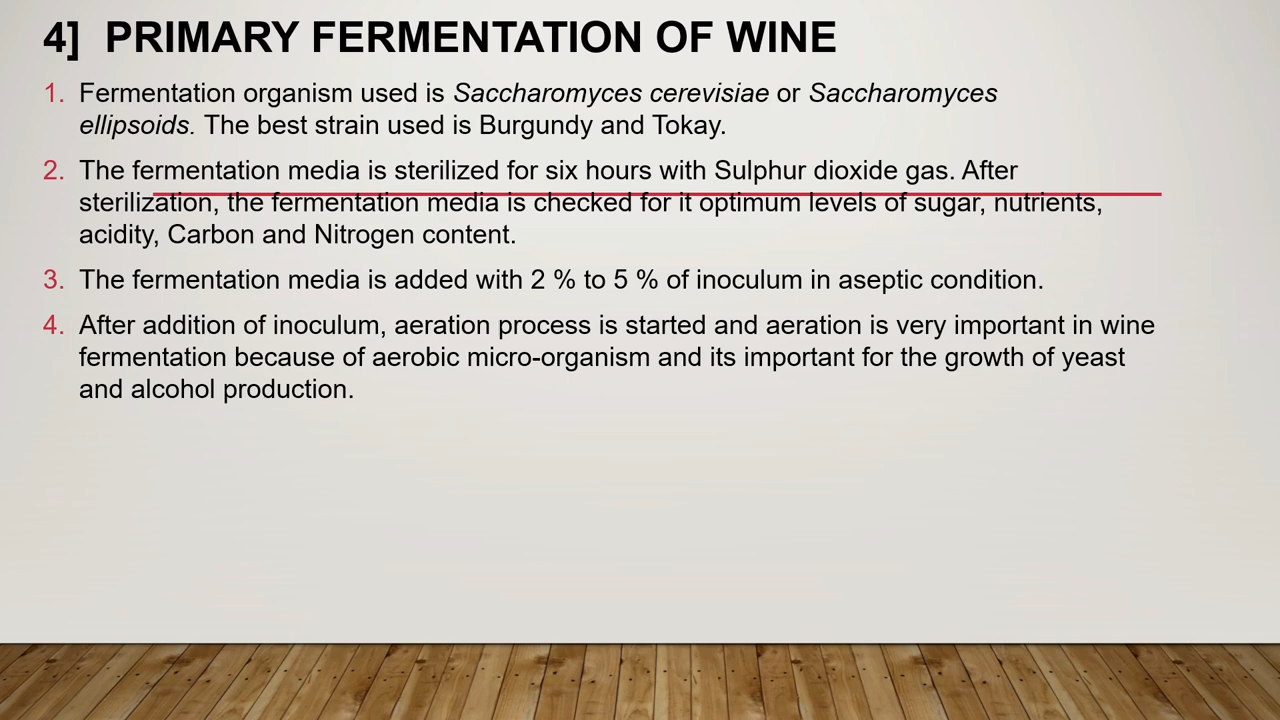 4] PRIMARY FERMENTATION OF WINE
1. Fermentation organism used is Saccharomyces cerevisiae or Saccharomyces
ellipsoids. The best strain used is Burgundy and Tokay.
2. The fermentation media is sterilized for six hours with Sulphur dioxide gas. After
sterilization, the fermentation media is checked for it optimum levels of sugar, nutrients,
acidity, Carbon and Nitrogen content.
3. The fermentation media is added with 2 % to 5 % of inoculum in aseptic condition.
4. After addition of inoculum, aeration process is started and aeration is very important in wine
fermentation because of aerobic micro-organism and its important for the growth of yeast
and alcohol production.